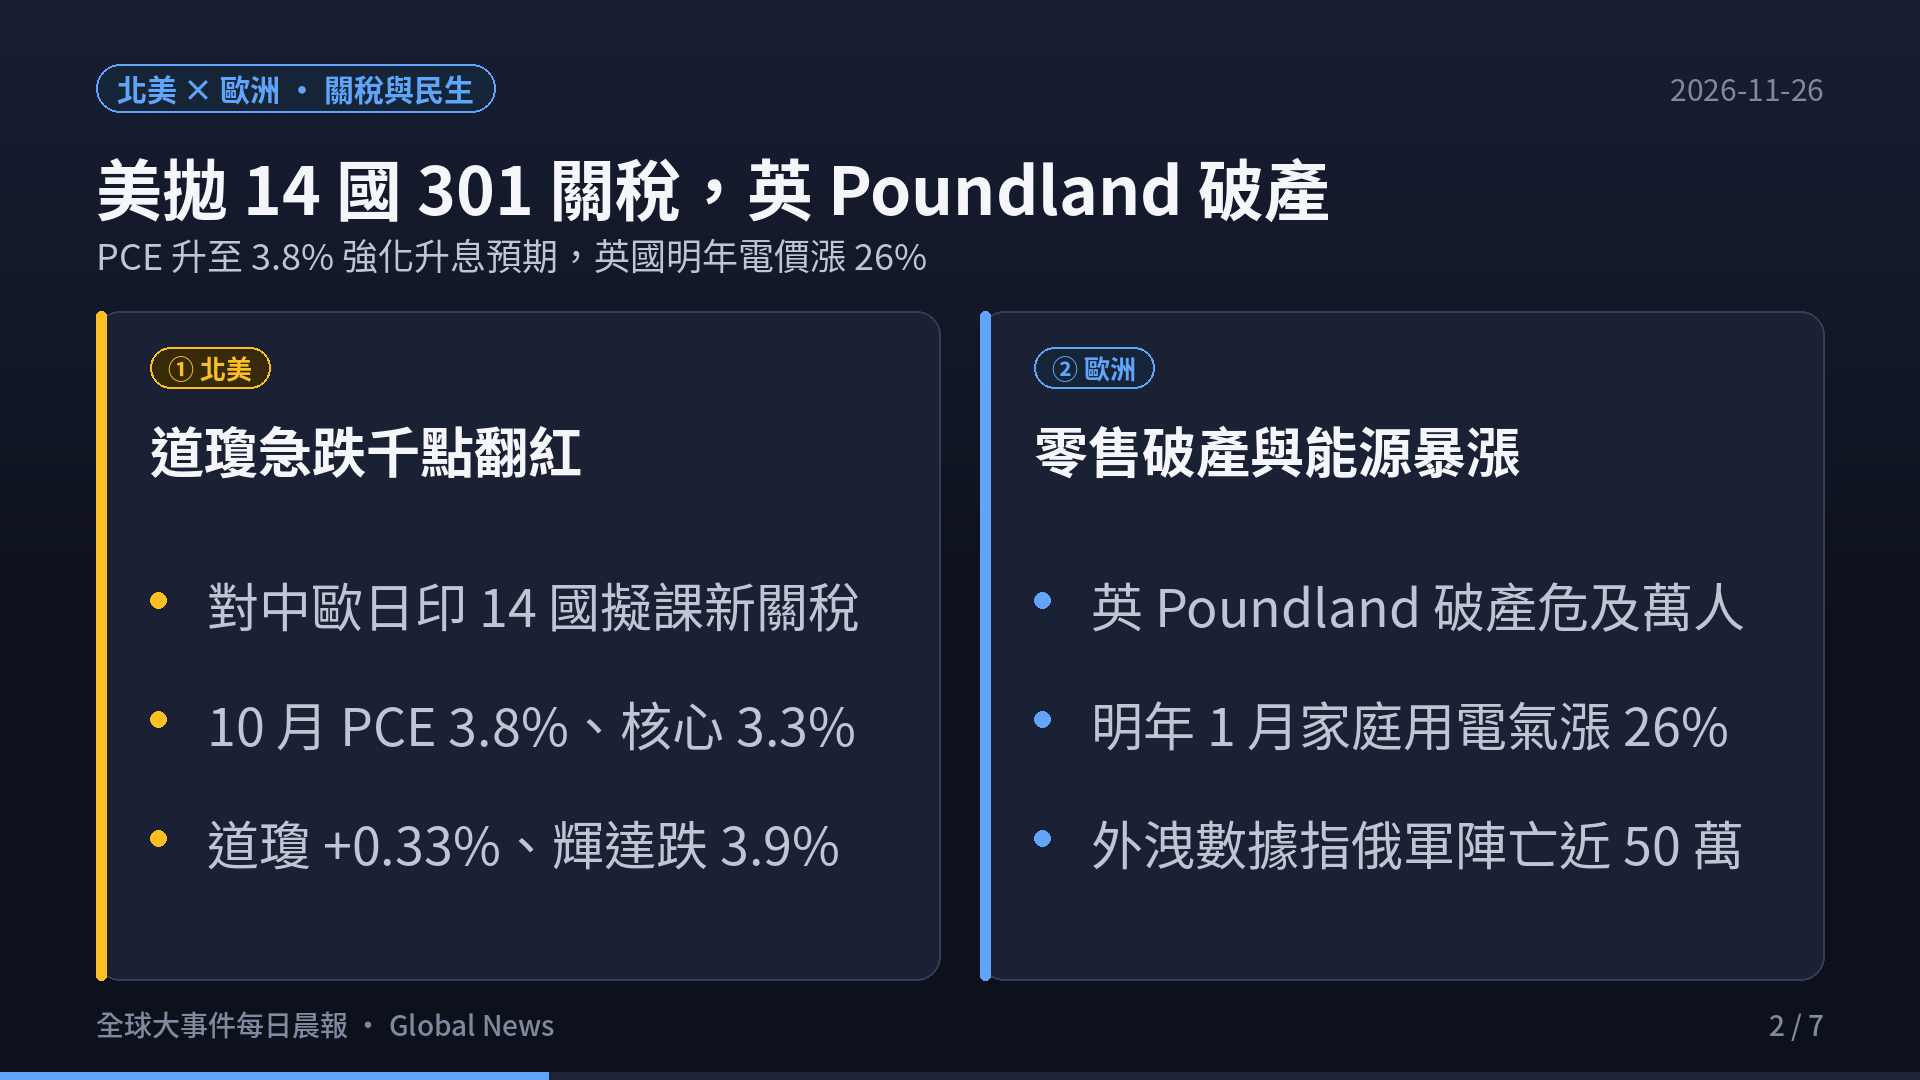 北美 × 歐洲 · 關稅與民生
2026-11-26
美拋 14 國 301 關稅，英 Poundland 破產
PCE 升至 3.8% 強化升息預期，英國明年電價漲 26%
① 北美
道瓊急跌千點翻紅
• 對中歐日印 14 國擬課新關稅
• 10 月 PCE 3.8%、核心 3.3%
• 道瓊 +0.33%、輝達跌 3.9%
② 歐洲
零售破產與能源暴漲
• 英 Poundland 破產危及萬人
• 明年 1 月家庭用電氣漲 26%
• 外洩數據指俄軍陣亡近 50 萬
全球大事件每日晨報 · Global News
2 / 7